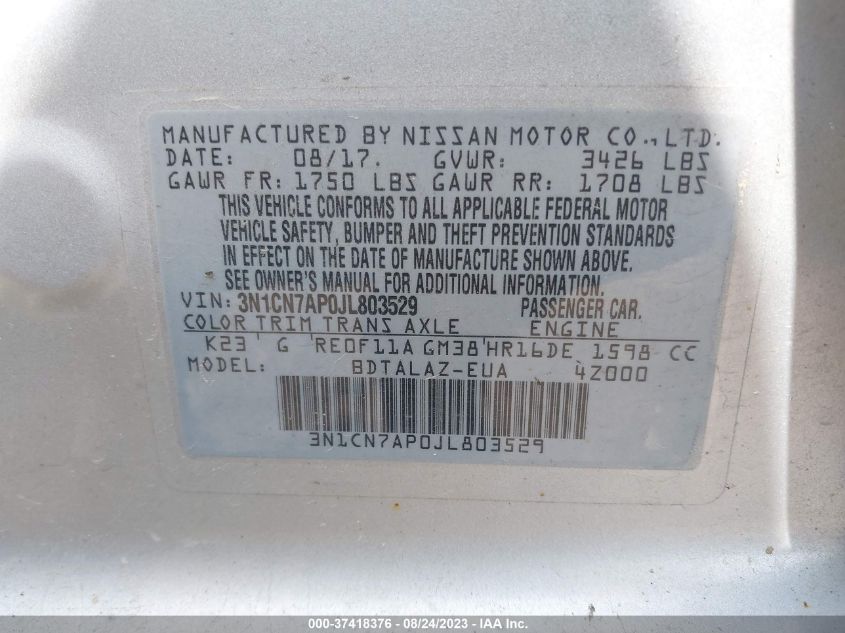 MANUFACTURED BY NISSAN MOTOR CO., LTD.
DATE: 08/17. GVWR: 3426 LBS
GAWR FR: 1750 LBS GAWR RR: 1708 LBS
THIS VEHICLE CONFORMS TO ALL APPLICABLE FEDERAL MOTOR
VEHICLE SAFETY, BUMPER AND THEFT PREVENTION STANDARDS
IN EFFECT ON THE DATE OF MANUFACTURE SHOWN ABOVE.
SEE OWNER'S MANUAL FOR ADDITIONAL INFORMATION.
VIN: 3N1CN7AP0JL803529 PASSENGER CAR.
COLOR TRIM TRANS AXLE ENGINE
K23 G RE0F11A GM38 HR16DE 1598 CC
MODEL: BDTALAZ-EUA 4Z000
3N1CN7AP0JL803529
000-37418376 - 08/24/2023 - IAA Inc.